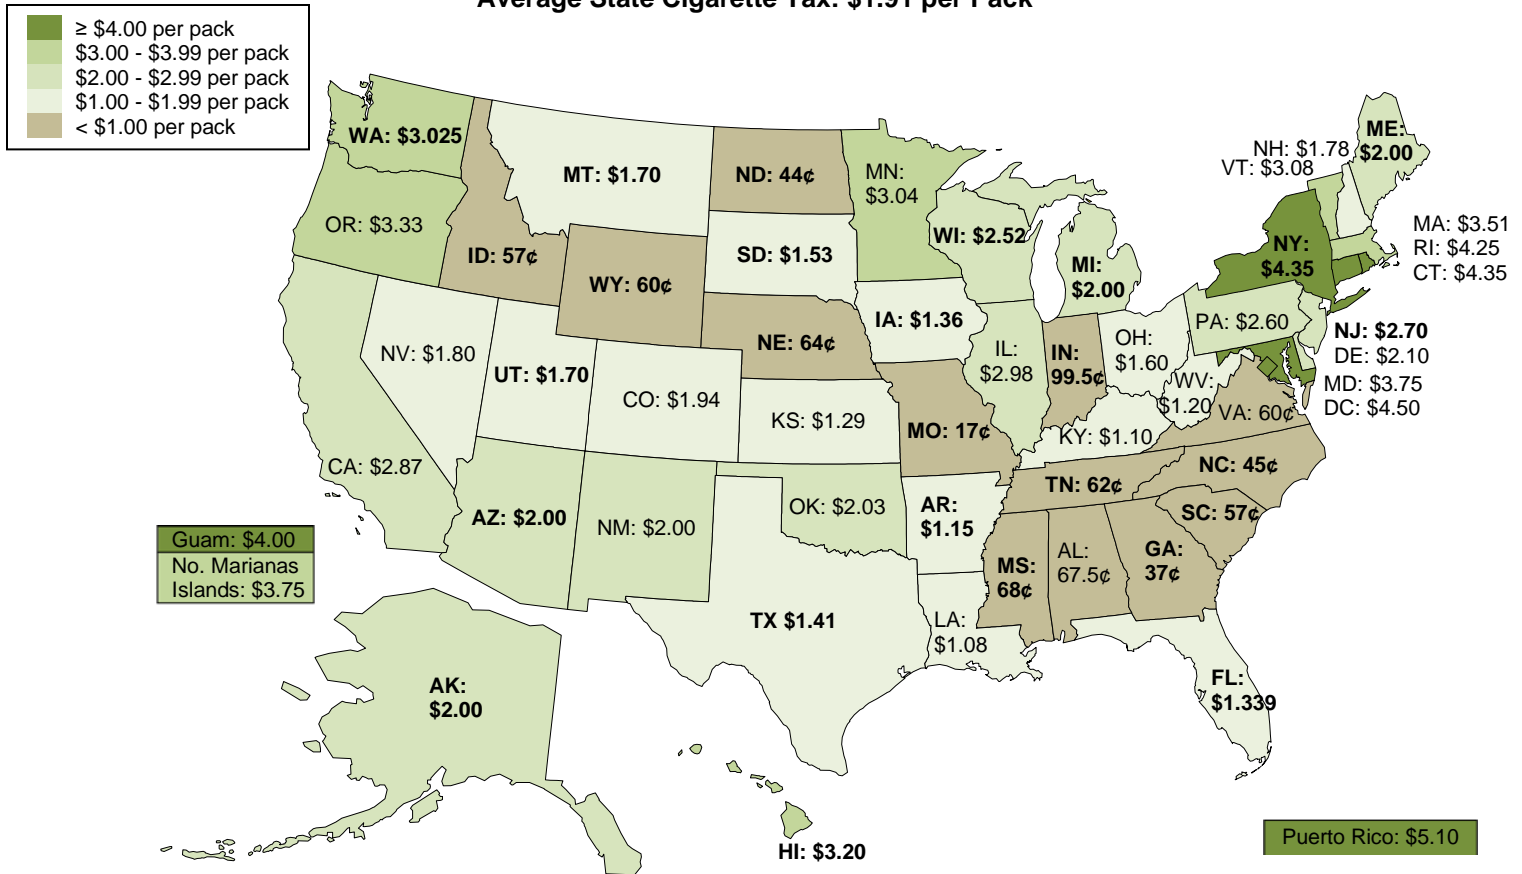 Average State Cigarette Tax: $1.91 per Pack
≥ $4.00 per pack
$3.00 - $3.99 per pack
$2.00 - $2.99 per pack
$1.00 - $1.99 per pack
< $1.00 per pack
WA: $3.025
OR: $3.33
ID: 57¢
MT: $1.70
ND: 44¢
MN:
$3.04
WI: $2.52
MI:
$2.00
NH: $1.78
VT: $3.08
ME:
$2.00
NY:
$4.35
MA: $3.51
RI: $4.25
CT: $4.35
WY: 60¢
SD: $1.53
NE: 64¢
IA: $1.36
IL:
$2.98
IN:
99.5¢
OH:
$1.60
PA: $2.60
NJ: $2.70
DE: $2.10
MD: $3.75
DC: $4.50
NV: $1.80
UT: $1.70
CO: $1.94
KS: $1.29
MO: 17¢
KY: $1.10
WV:
$1.20
VA: 60¢
CA: $2.87
AZ: $2.00
NM: $2.00
OK: $2.03
AR:
$1.15
TN: 62¢
NC: 45¢
SC: 57¢
MS:
68¢
AL:
67.5¢
GA:
37¢
Guam: $4.00
No. Marianas
Islands: $3.75
TX $1.41
LA:
$1.08
FL:
$1.339
AK:
$2.00
HI: $3.20
Puerto Rico: $5.10